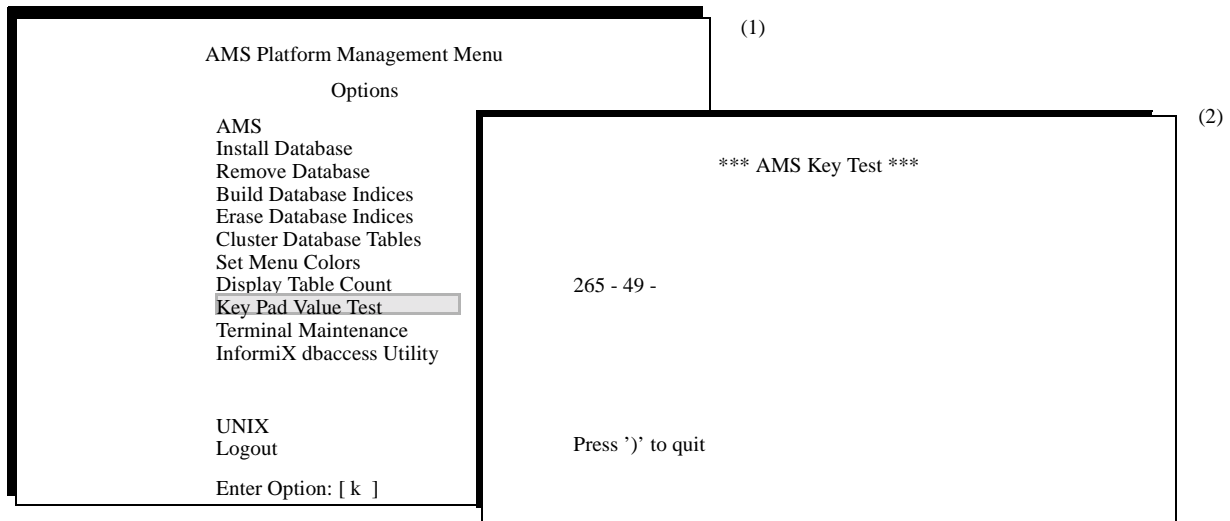 (1)
AMS Platform Management Menu
Options
AMS
Install Database
Remove Database
Build Database Indices
Erase Database Indices
Cluster Database Tables
Set Menu Colors
Display Table Count
Key Pad Value Test
Terminal Maintenance
InformiX dbaccess Utility
UNIX
Logout
Enter Option: [ k ]
(2)
*** AMS Key Test ***
265 - 49 -
Press ')’ to quit